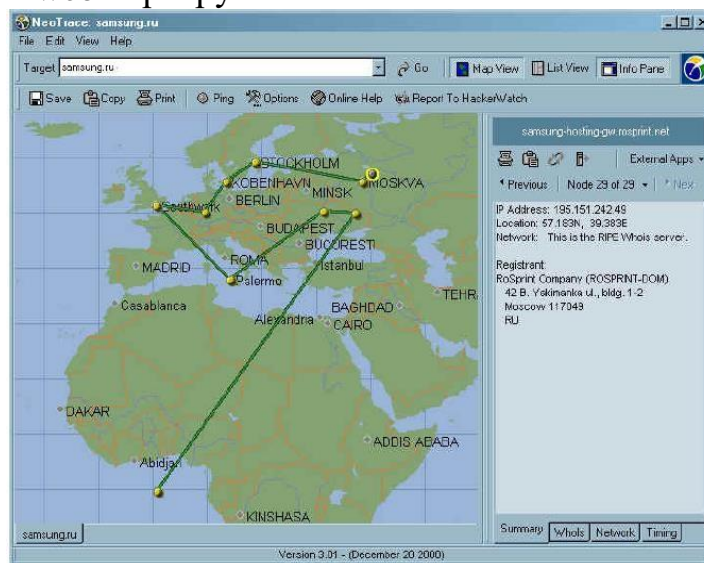 NeoTrace: samsung.ru
File Edit View Help
Target samsung.ru Go Map View List View Info Pane
Save Copy Print Ping Options Online Help Report To HackerWatch
samsung-hosting-gw.rosprint.net
External Apps
Previous Node 29 of 29 Nex
IP Address: 195.151.242.49
Location: 57.183N, 39.383E
Network: This is the RIPE Whois server.
Registrant:
RoSprint Company (ROSPRINT-DOM)
42 B. Yakimanka ul., bldg. 1-2
Moscow 117049
RU
STOCKHOLM
KOBENHAVN
MOSKVA
MINSK
BERLIN
Southwark
BUDAPEST
BUCURESTI
ROMA
MADRID
Istanbul
Palermo
TEHR
Casablanca
BAGHDAD
Alexandria
CAIRO
DAKAR
ADDIS ABABA
Abidjan
KINSHASA
samsung.ru
Summary WhoIs Network Timing
Version 3.01 - (December 20 2000)